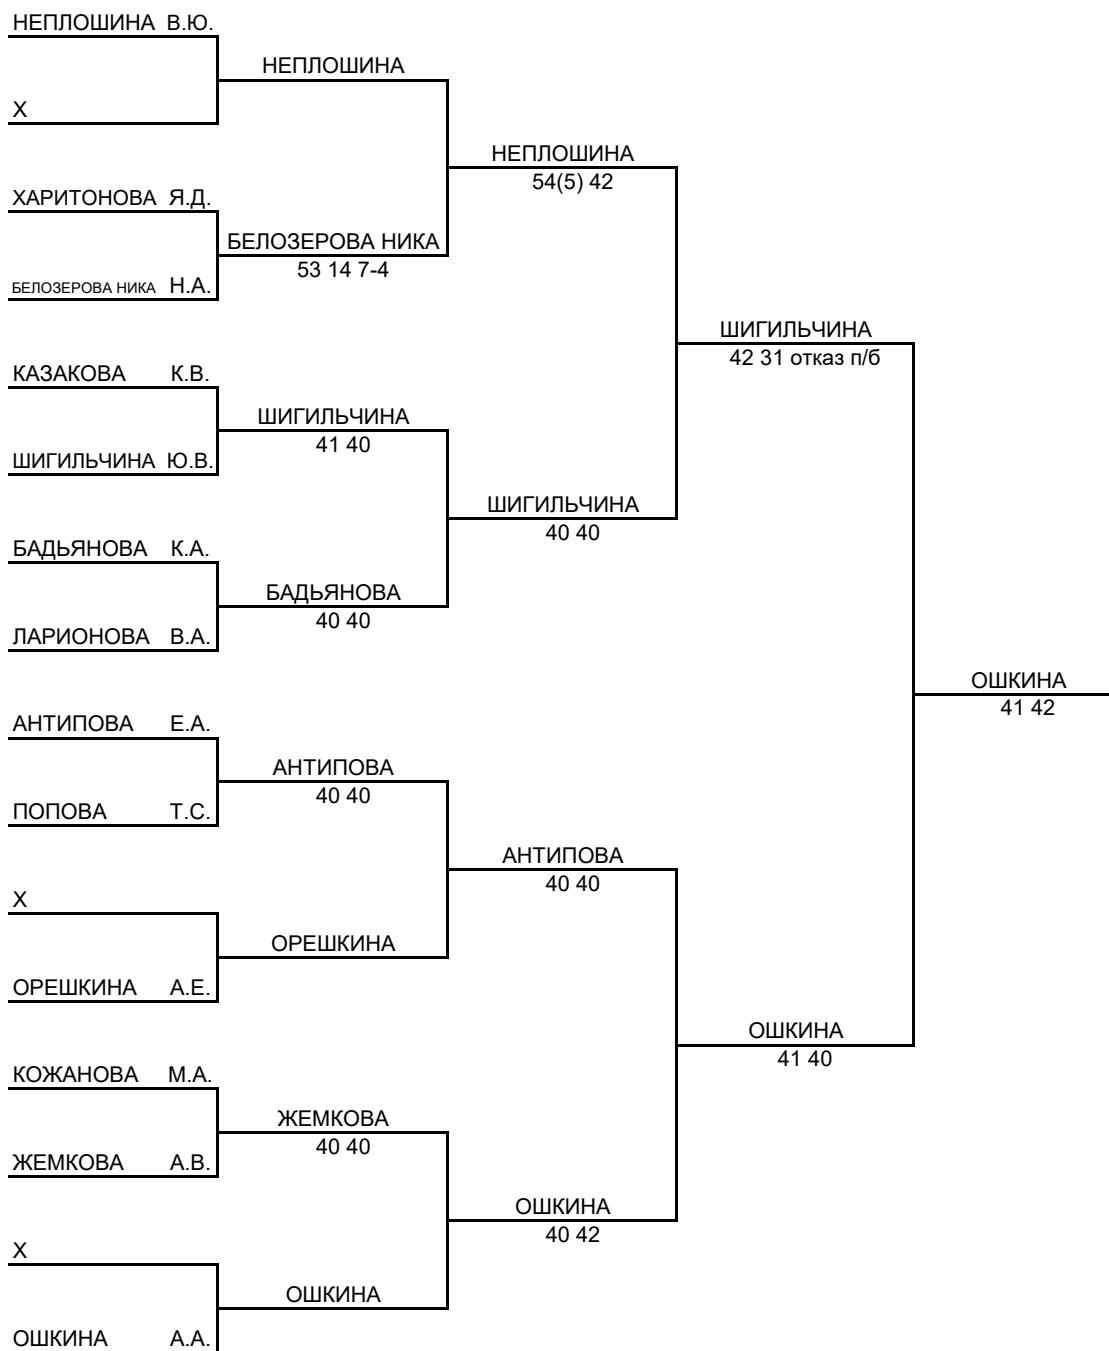 НЕПЛОШИНА В.Ю.
НЕПЛОШИНА
Х
НЕПЛОШИНА
54(5) 42
ХАРИТОНОВА Я.Д.
БЕЛОЗЕРОВА НИКА
53 14 7-4
БЕЛОЗЕРОВА НИКА Н.А.
ШИГИЛЬЧИНА
42 31 отказ п/б
КАЗАКОВА К.В.
ШИГИЛЬЧИНА
41 40
ШИГИЛЬЧИНА Ю.В.
ШИГИЛЬЧИНА
40 40
БАДЬЯНОВА К.А.
БАДЬЯНОВА
40 40
ЛАРИОНОВА В.А.
ОШКИНА
41 42
АНТИПОВА Е.А.
АНТИПОВА
40 40
ПОПОВА Т.С.
АНТИПОВА
40 40
Х
ОРЕШКИНА
ОРЕШКИНА А.Е.
ОШКИНА
41 40
КОЖАНОВА М.А.
ЖЕМКОВА
40 40
ЖЕМКОВА А.В.
ОШКИНА
40 42
Х
ОШКИНА
ОШКИНА А.А.